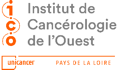 ico
Institut de
Cancérologie
de l'Ouest
unicancer
PAYS DE LA LOIRE